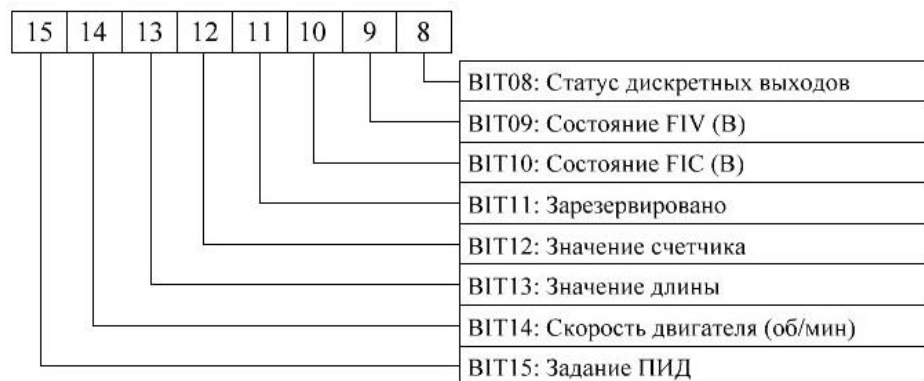 15 14 13 12 11 10 9 8
BIT08: Статус дискретных выходов
BIT09: Состояние FIV (В)
BIT10: Состояние FIC (В)
BIT11: Зарезервировано
BIT12: Значение счетчика
BIT13: Значение длины
BIT14: Скорость двигателя (об/мин)
BIT15: Задание ПИД